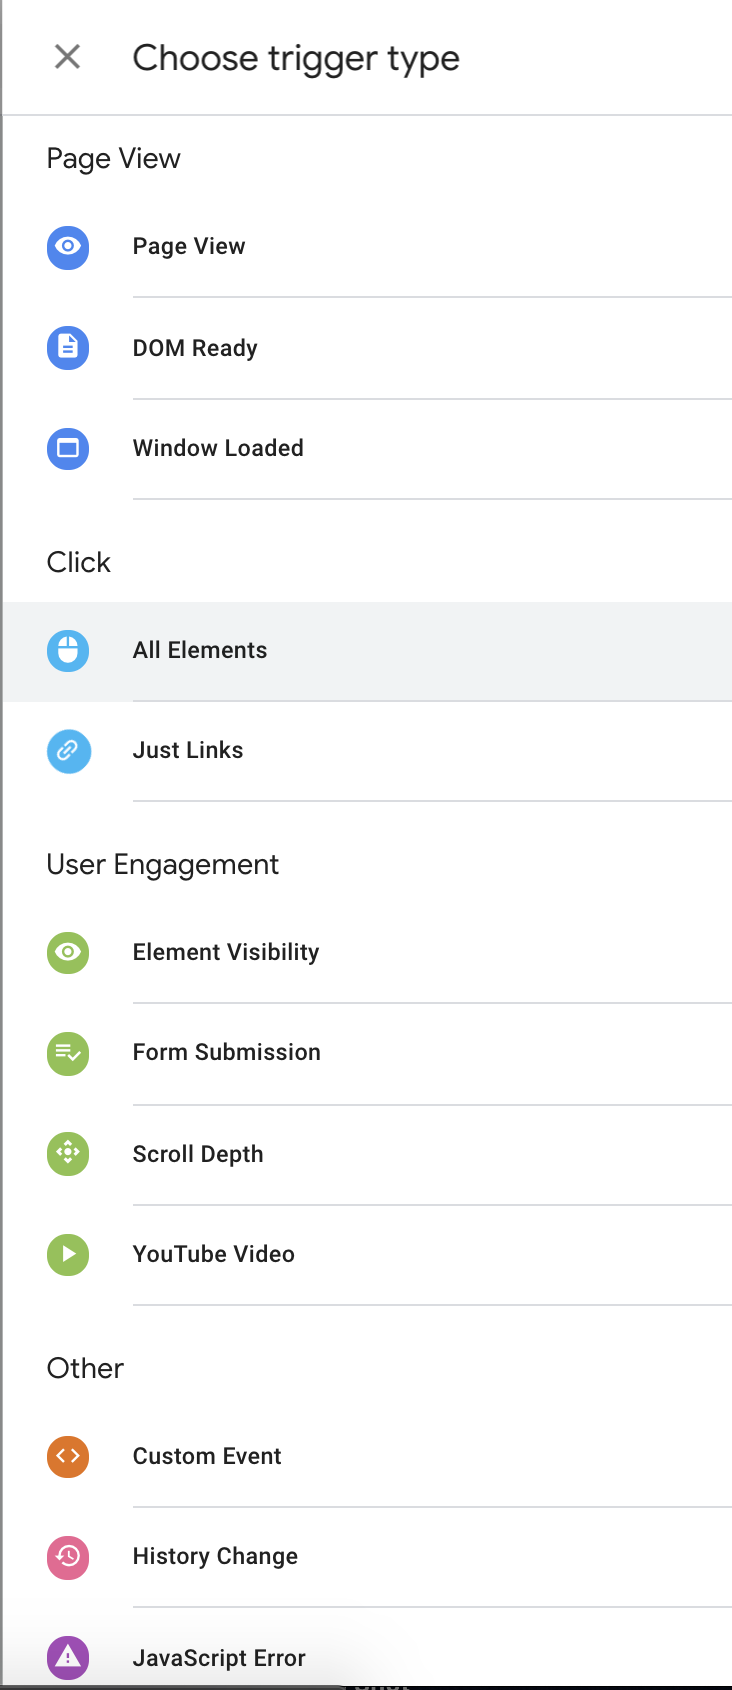 Choose trigger type
Page View
Page View
DOM Ready
Window Loaded
Click
All Elements
Just Links
User Engagement
Element Visibility
Form Submission
Scroll Depth
YouTube Video
Other
Custom Event
History Change
JavaScript Error